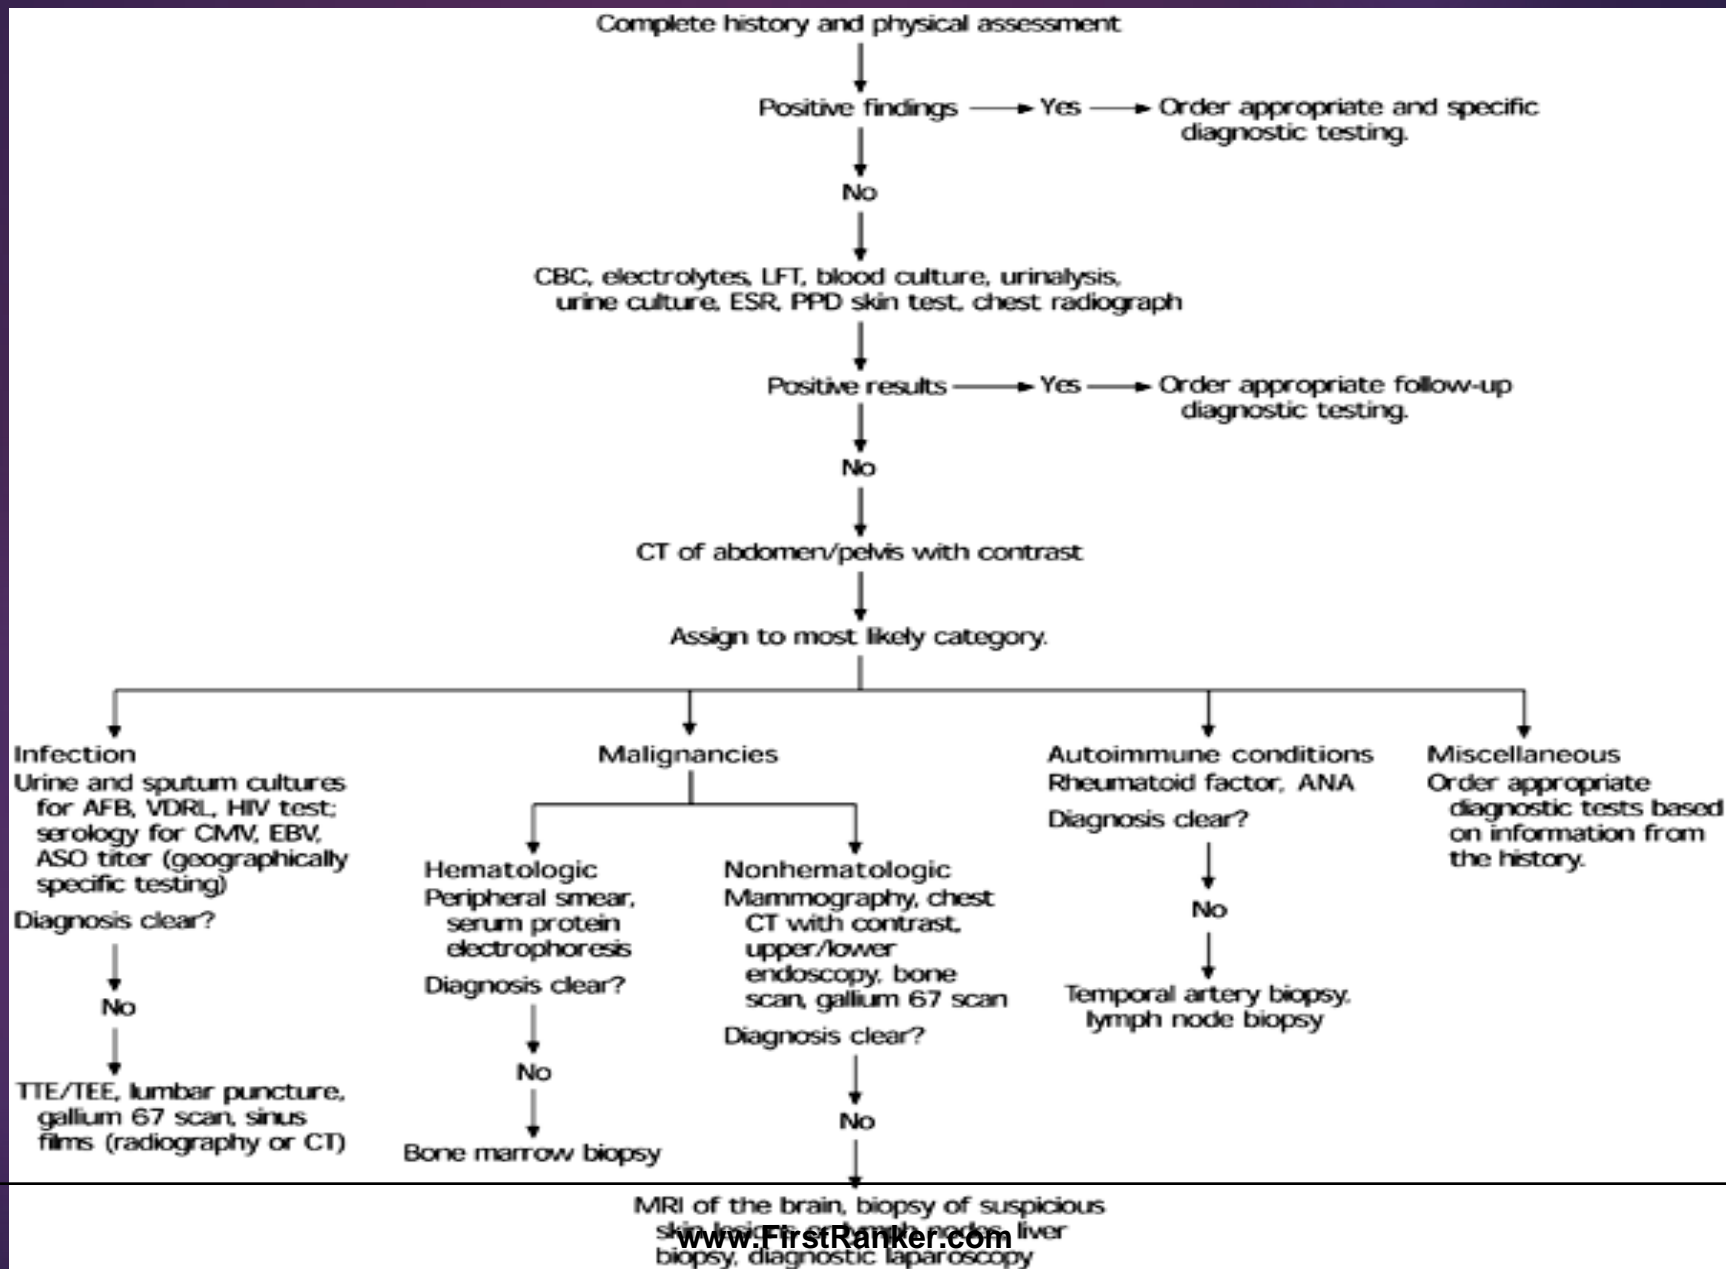 Complete history and physical assessment
Positive findings
Yes
Order appropriate and specific
diagnostic testing.
No
CBC, electrolytes, LFT, blood culture, urinalysis,
urine culture, ESR, PPD skin test, chest radiograph
Positive results
Yes
Order appropriate follow-up
diagnostic testing.
No
CT of abdomen/pelvis with contrast
Assign to most likely category.
Infection
Urine and sputum cultures
for AFB, VDRL, HIV test;
serology for CMV, EBV,
ASO titer (geographically
specific testing)
Diagnosis clear?
No
TTE/TEE, lumbar puncture,
gallium 67 scan, sinus
films (radiography or CT)
Malignancies
Hematologic
Peripheral smear,
serum protein
electrophoresis
Diagnosis clear?
No
Bone marrow biopsy
Nonhematologic
Mammography, chest
CT with contrast,
upper/lower
endoscopy, bone
scan, gallium 67 scan
Diagnosis clear?
No
MRI of the brain, biopsy of suspicious
skin lesions or lymph nodes, liver
biopsy, diagnostic laparoscopy
Autoimmune conditions
Rheumatoid factor, ANA
Diagnosis clear?
No
Temporal artery biopsy,
lymph node biopsy
Miscellaneous
Order appropriate
diagnostic tests based
on information from
the history.
www.FirstRanker.com